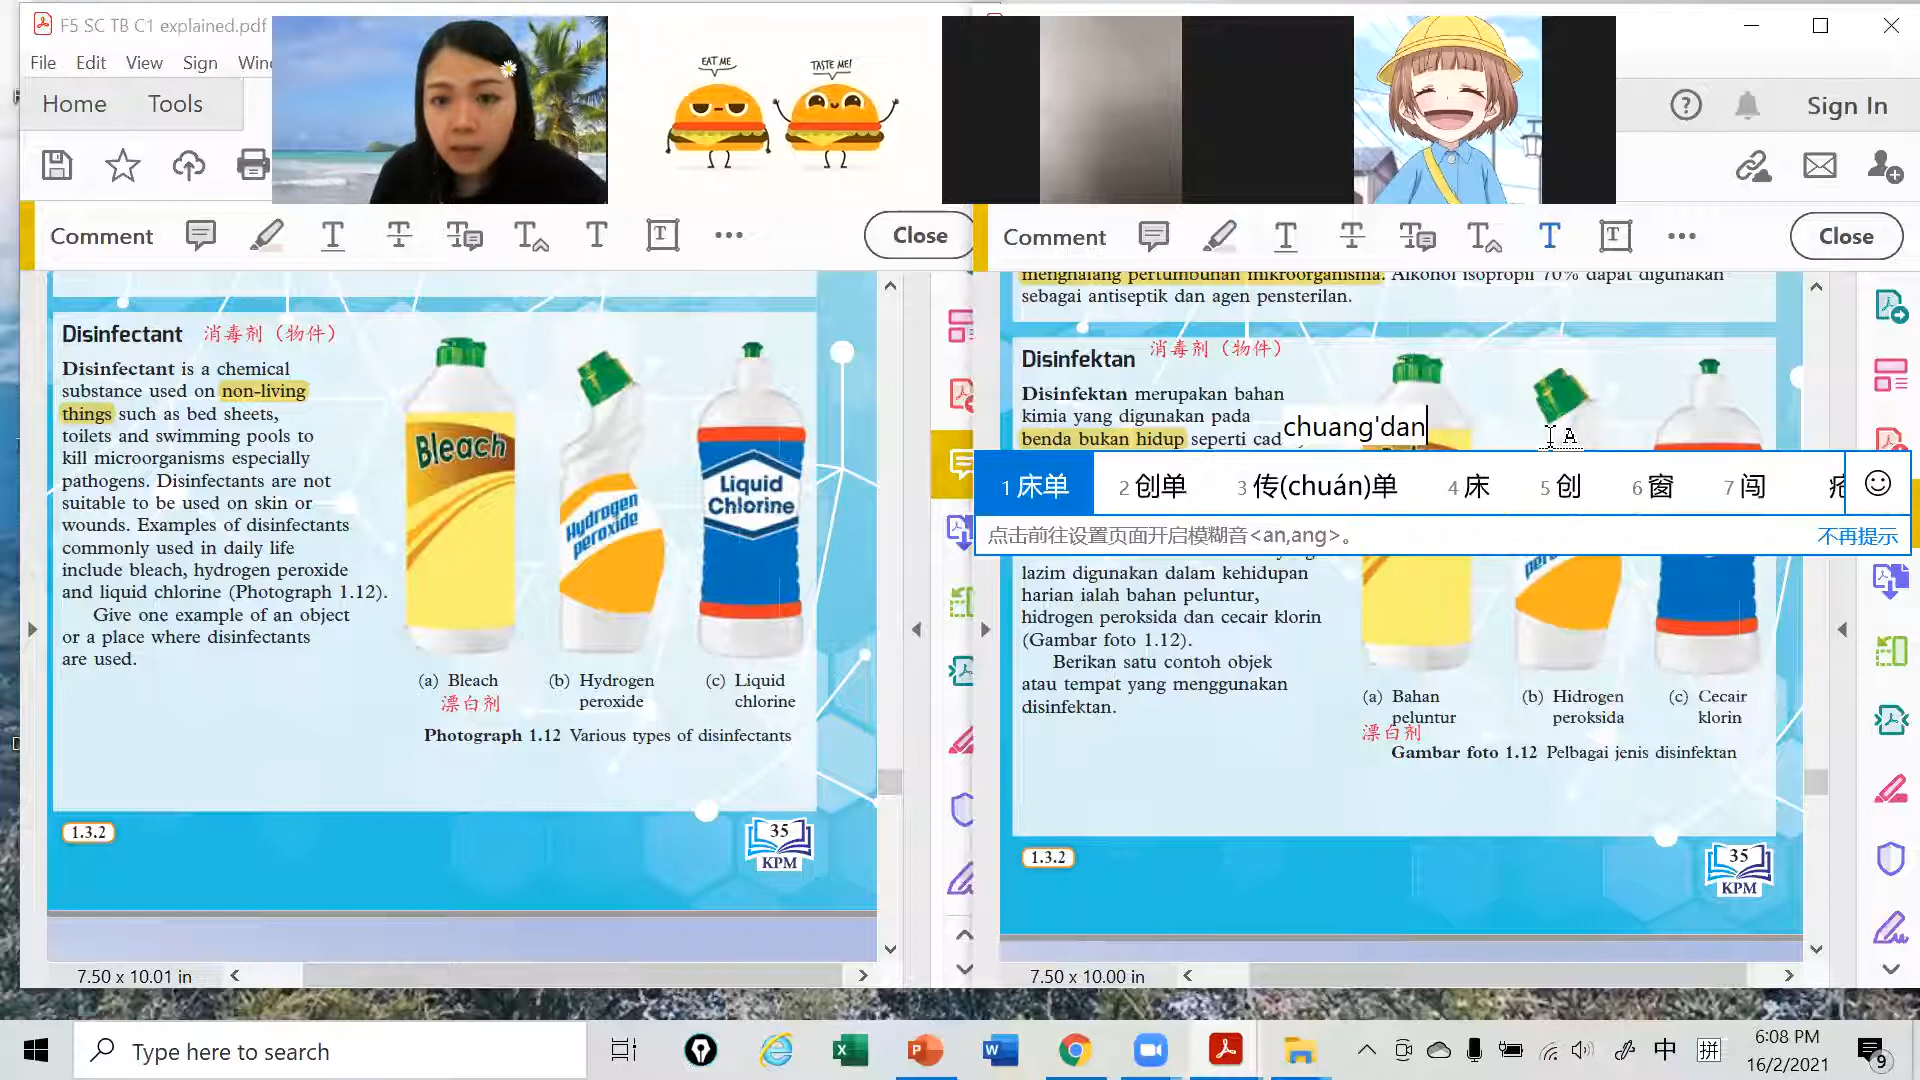 F5 SC TB C1 explained.pdf
File Edit View Sign
Home Tools
EAT ME
TASTE ME!
Sign In
Comment
Close
Comment
Close
Disinfectant 消毒剂（物件）
Disinfectant is a chemical
substance used on non-living
things such as bed sheets,
toilets and swimming pools to
kill microorganisms especially
pathogens. Disinfectants are not
suitable to be used on skin or
wounds. Examples of disinfectants
commonly used in daily life
include bleach, hydrogen peroxide
and liquid chlorine (Photograph 1.12).
Give one example of an object
or a place where disinfectants
are used.
Bleach
Hydrogen
peroxide
Liquid
Chlorine
(a) Bleach
漂白剂
(b) Hydrogen
peroxide
(c) Liquid
chlorine
Photograph 1.12 Various types of disinfectants
1.3.2
35
KPM
7.50 x 10.01 in
menghalang pertumbuhan mikroorganisma. Alkohol isopropil 70% dapat digunakan
sebagai antiseptik dan agen pensterilan.
Disinfektan 消毒剂（物件）
Disinfektan merupakan bahan
kimia yang digunakan pada
benda bukan hidup seperti cad
chuang'dan
1 床单 2 创单 3 传(chuán)单 4 床 5 创 6 窗 7 闯
点击前往设置页面开启模糊音<an,ang>。 不再提示
lazim digunakan dalam kehidupan
harian ialah bahan peluntur,
hidrogen peroksida dan cecair klorin
(Gambar foto 1.12).
Berikan satu contoh objek
atau tempat yang menggunakan
disinfektan.
(a) Bahan
peluntur
漂白剂
(b) Hidrogen
peroksida
(c) Cecair
klorin
Gambar foto 1.12 Pelbagai jenis disinfektan
1.3.2
35
KPM
7.50 x 10.00 in
Type here to search
中
拼
6:08 PM
16/2/2021
9